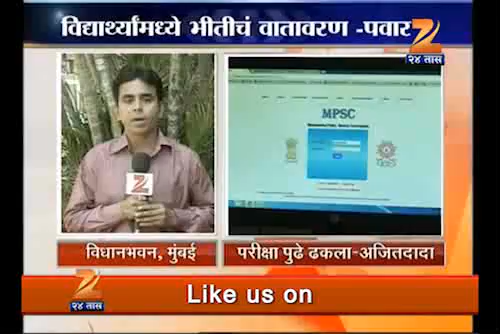 विद्यार्थ्यांमध्ये भीतीचं वातावरण -पवार
२४ तास
MPSC
विधानभवन, मुंबई
परीक्षा पुढे ढकला-अजितदादा
२४ तास
Like us on